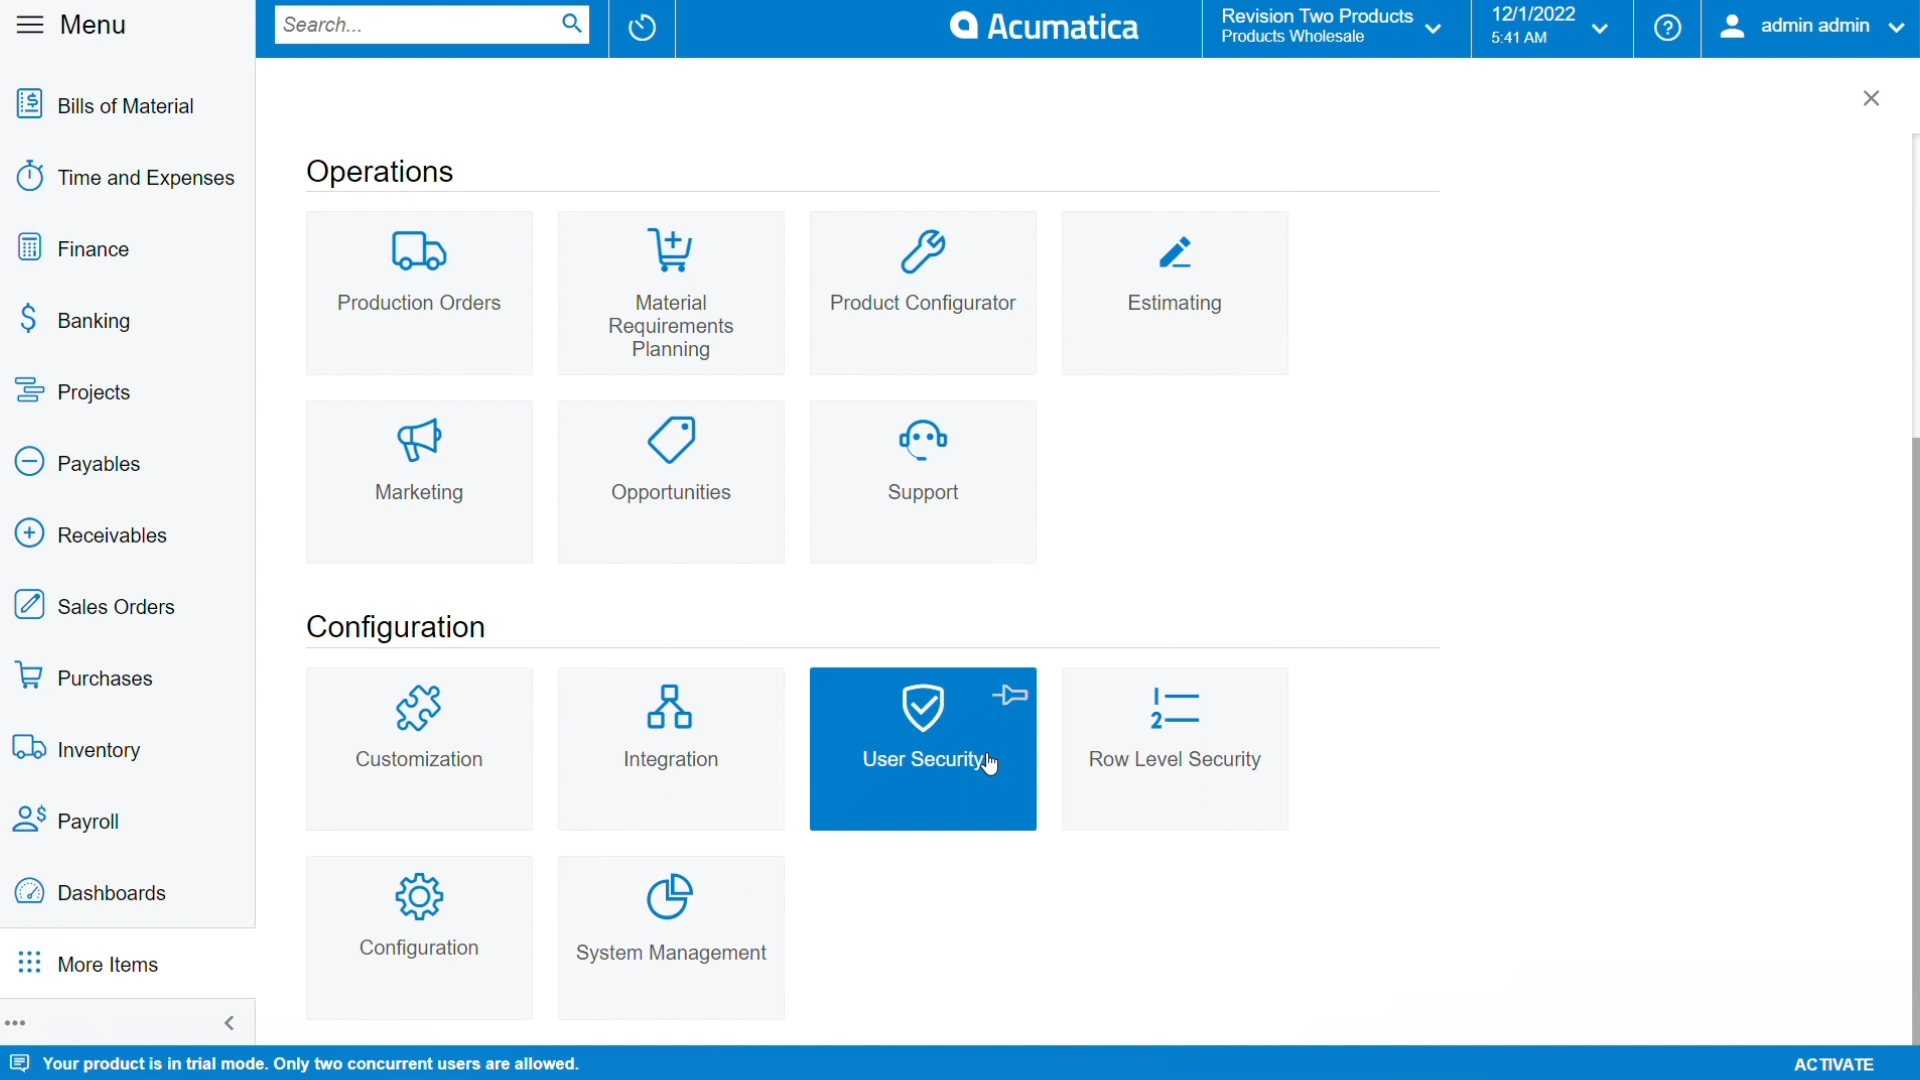 Menu
Search...
Acumatica
Revision Two Products
Products Wholesale
12/1/2022
5:41 AM
admin admin
Bills of Material
Time and Expenses
Finance
Banking
Projects
Payables
Receivables
Sales Orders
Purchases
Inventory
Payroll
Dashboards
More Items
Operations
Production Orders
Material
Requirements
Planning
Product Configurator
Estimating
Marketing
Opportunities
Support
Configuration
Customization
Integration
User Security
Row Level Security
Configuration
System Management
Your product is in trial mode. Only two concurrent users are allowed.
ACTIVATE